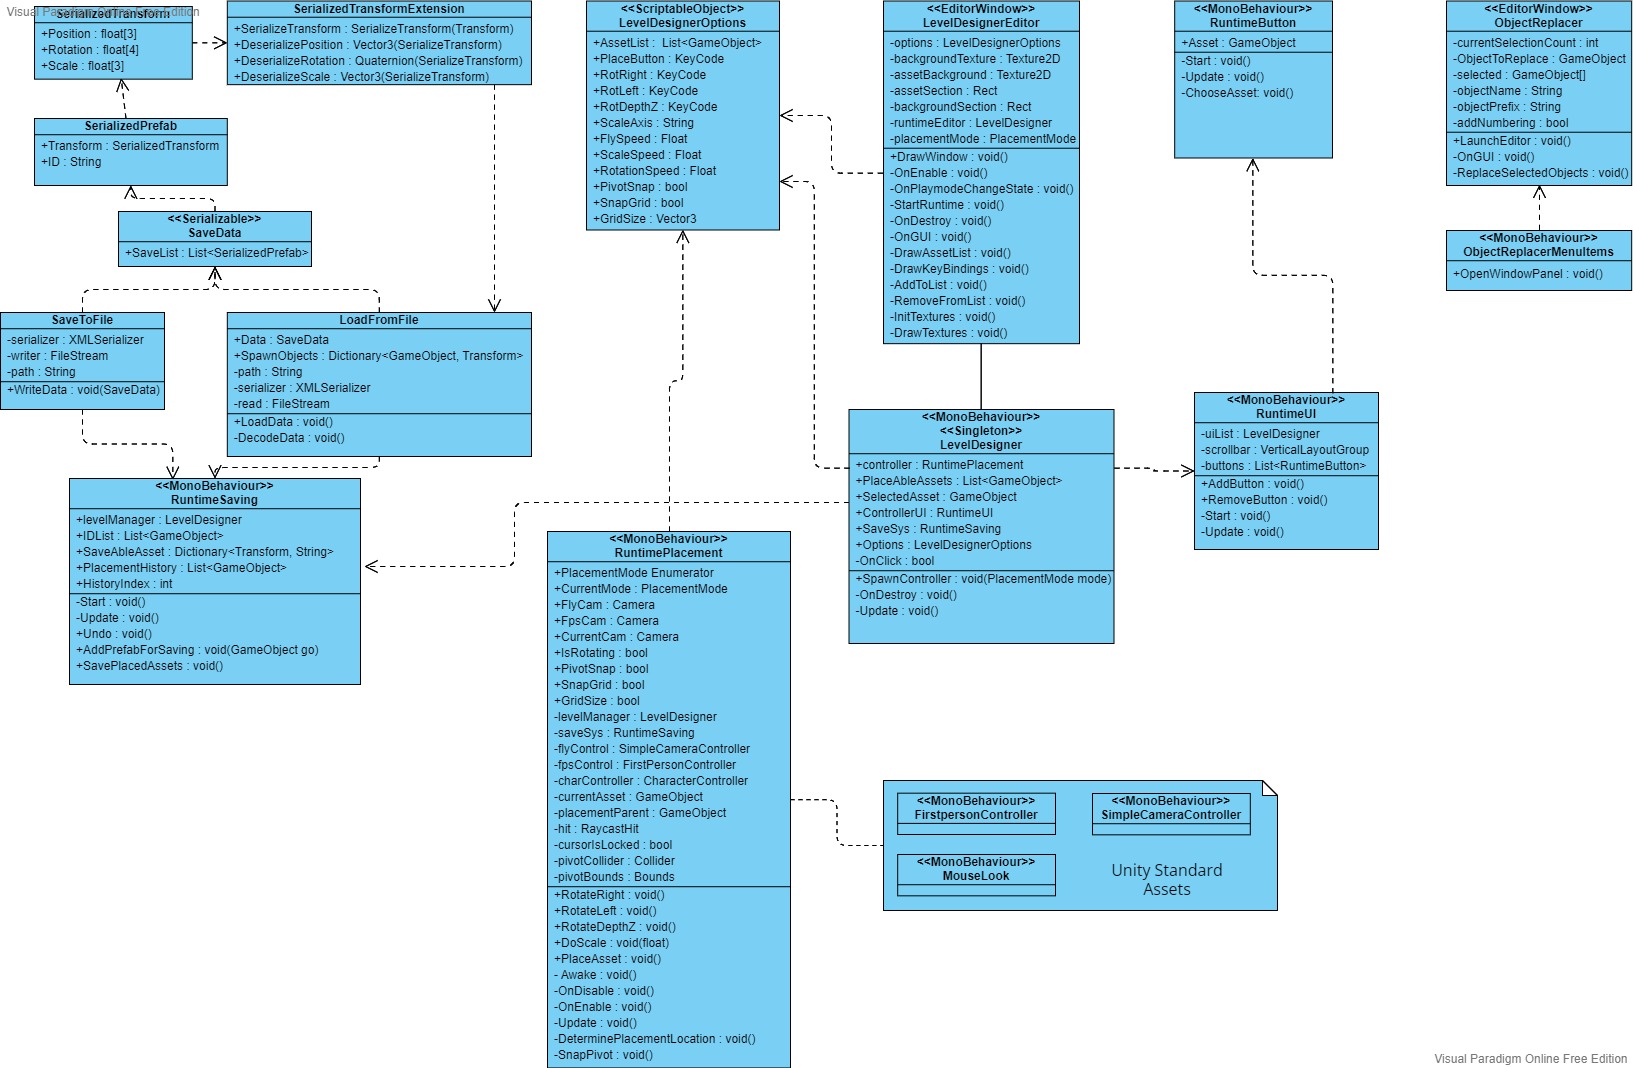 Visual Paradigm Online Free Edition
SerializedTransform
+Position : float[3]
+Rotation : float[4]
+Scale : float[3]
SerializedTransformExtension
+SerializeTransform : SerializeTransform(Transform)
+DeserializePosition : Vector3(SerializeTransform)
+DeserializeRotation : Quaternion(SerializeTransform)
+DeserializeScale : Vector3(SerializeTransform)
SerializedPrefab
+Transform : SerializedTransform
+ID : String
<<Serializable>>
SaveData
+SaveList : List<SerializedPrefab>
SaveToFile
-serializer : XMLSerializer
-writer : FileStream
-path : String
+WriteData : void(SaveData)
LoadFromFile
+Data : SaveData
+SpawnObjects : Dictionary<GameObject, Transform>
-path : String
-serializer : XMLSerializer
-read : FileStream
+LoadData : void()
-DecodeData : void()
<<MonoBehaviour>>
RuntimeSaving
+levelManager : LevelDesigner
+IDList : List<GameObject>
+SaveAbleAsset : Dictionary<Transform, String>
+PlacementHistory : List<GameObject>
+HistoryIndex : int
-Start : void()
-Update : void()
+Undo : void()
+AddPrefabForSaving : void(GameObject go)
+SavePlacedAssets : void()
<<ScriptableObject>>
LevelDesignerOptions
+AssetList :  List<GameObject>
+PlaceButton : KeyCode
+RotRight : KeyCode
+RotLeft : KeyCode
+RotDepthZ : KeyCode
+ScaleAxis : String
+FlySpeed : Float
+ScaleSpeed : Float
+RotationSpeed : Float
+PivotSnap : bool
+SnapGrid : bool
+GridSize : Vector3
<<EditorWindow>>
LevelDesignerEditor
-options : LevelDesignerOptions
-backgroundTexture : Texture2D
-assetBackground : Texture2D
-assetSection : Rect
-backgroundSection : Rect
-runtimeEditor : LevelDesigner
-placementMode : PlacementMode
+DrawWindow : void()
-OnEnable : void()
-OnPlaymodeChangeState : void()
-StartRuntime : void()
-OnDestroy : void()
-OnGUI : void()
-DrawAssetList : void()
-DrawKeyBindings : void()
-AddToList : void()
-RemoveFromList : void()
-InitTextures : void()
-DrawTextures : void()
<<MonoBehaviour>>
RuntimeButton
+Asset : GameObject
-Start : void()
-Update : void()
-ChooseAsset: void()
<<EditorWindow>>
ObjectReplacer
-currentSelectionCount : int
-ObjectToReplace : GameObject
-selected : GameObject[]
-objectName : String
-objectPrefix : String
-addNumbering : bool
+LaunchEditor : void()
-OnGUI : void()
-ReplaceSelectedObjects : void()
<<MonoBehaviour>>
ObjectReplacerMenuItems
+OpenWindowPanel : void()
<<MonoBehaviour>>
<<Singleton>>
LevelDesigner
+controller : RuntimePlacement
+PlaceAbleAssets : List<GameObject>
+SelectedAsset : GameObject
+ControllerUI : RuntimeUI
+SaveSys : RuntimeSaving
+Options : LevelDesignerOptions
-OnClick : bool
+SpawnController : void(PlacementMode mode)
-OnDestroy : void()
-Update : void()
<<MonoBehaviour>>
RuntimeUI
-uiList : LevelDesigner
-scrollbar : VerticalLayoutGroup
-buttons : List<RuntimeButton>
+AddButton : void()
+RemoveButton : void()
-Start : void()
-Update : void()
<<MonoBehaviour>>
RuntimePlacement
+PlacementMode Enumerator
+CurrentMode : PlacementMode
+FlyCam : Camera
+FpsCam : Camera
+CurrentCam : Camera
+IsRotating : bool
+PivotSnap : bool
+SnapGrid : bool
+GridSize : bool
-levelManager : LevelDesigner
-saveSys : RuntimeSaving
-flyControl : SimpleCameraController
-fpsControl : FirstPersonController
-charController : CharacterController
-currentAsset : GameObject
-placementParent : GameObject
-hit : RaycastHit
-cursorIsLocked : bool
-pivotCollider : Collider
-pivotBounds : Bounds
+RotateRight : void()
+RotateLeft : void()
+RotateDepthZ : void()
+DoScale : void(float)
+PlaceAsset : void()
- Awake : void()
-OnDisable : void()
-OnEnable : void()
-Update : void()
-DeterminePlacementLocation : void()
-SnapPivot : void()
<<MonoBehaviour>>
FirstpersonController
<<MonoBehaviour>>
SimpleCameraController
<<MonoBehaviour>>
MouseLook
Unity Standard
Assets
Visual Paradigm Online Free Edition